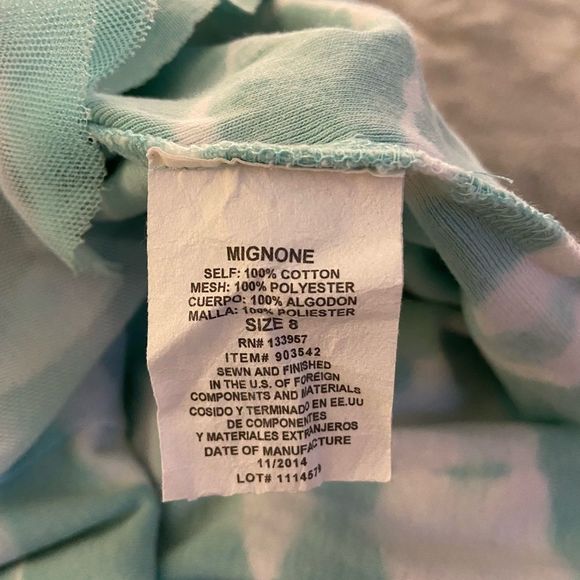 MIGNONE
SELF: 100% COTTON
MESH: 100% POLYESTER
CUERPO: 100% ALGODON
MALLA: 100% POLIESTER
SIZE 8
RN# 133957
ITEM# 903542
SEWN AND FINISHED
IN THE U.S. OF FOREIGN
COMPONENTS AND MATERIALS
COSIDO Y TERMINADO EN EE.UU
DE COMPONENTES
Y MATERIALES EXTRANJEROS
DATE OF MANUFACTURE
11/2014
LOT# 1114579